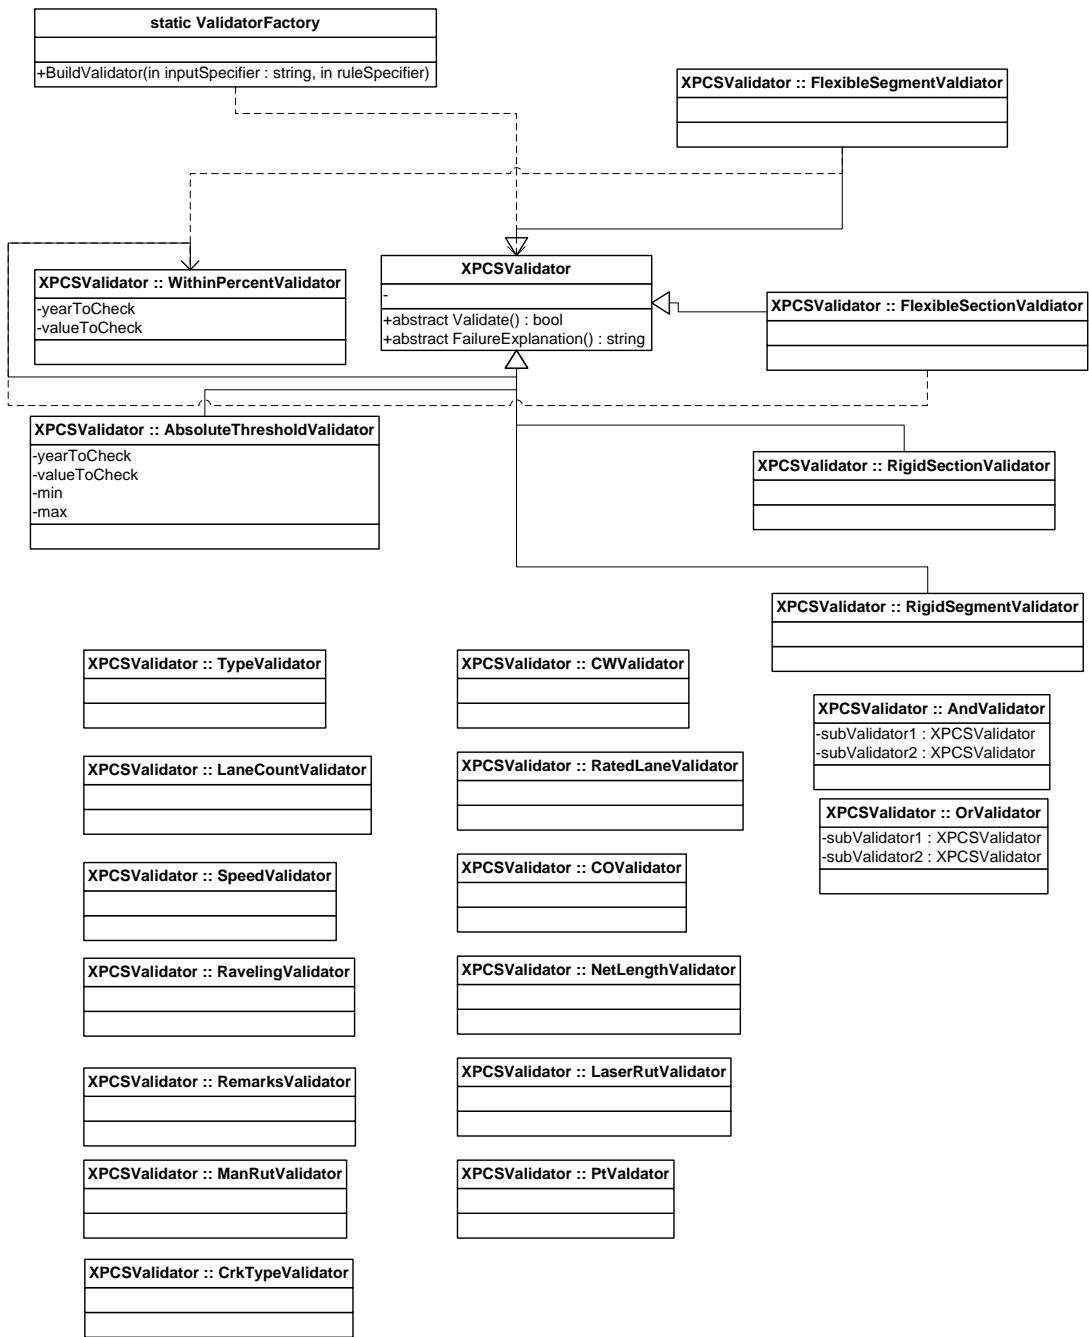 static ValidatorFactory
+BuildValidator(in inputSpecifier : string, in ruleSpecifier)
XPCSValidator :: FlexibleSegmentValdiator
XPCSValidator :: WithinPercentValidator
-yearToCheck
-valueToCheck
XPCSValidator
-
+abstract Validate() : bool
+abstract FailureExplanation() : string
XPCSValidator :: FlexibleSectionValdiator
XPCSValidator :: AbsoluteThresholdValidator
-yearToCheck
-valueToCheck
-min
-max
XPCSValidator :: RigidSectionValidator
XPCSValidator :: RigidSegmentValidator
XPCSValidator :: TypeValidator
XPCSValidator :: CWValidator
XPCSValidator :: AndValidator
-subValidator1 : XPCSValidator
-subValidator2 : XPCSValidator
XPCSValidator :: LaneCountValidator
XPCSValidator :: RatedLaneValidator
XPCSValidator :: OrValidator
-subValidator1 : XPCSValidator
-subValidator2 : XPCSValidator
XPCSValidator :: SpeedValidator
XPCSValidator :: COValidator
XPCSValidator :: RavelingValidator
XPCSValidator :: NetLengthValidator
XPCSValidator :: RemarksValidator
XPCSValidator :: LaserRutValidator
XPCSValidator :: ManRutValidator
XPCSValidator :: PtValdator
XPCSValidator :: CrkTypeValidator